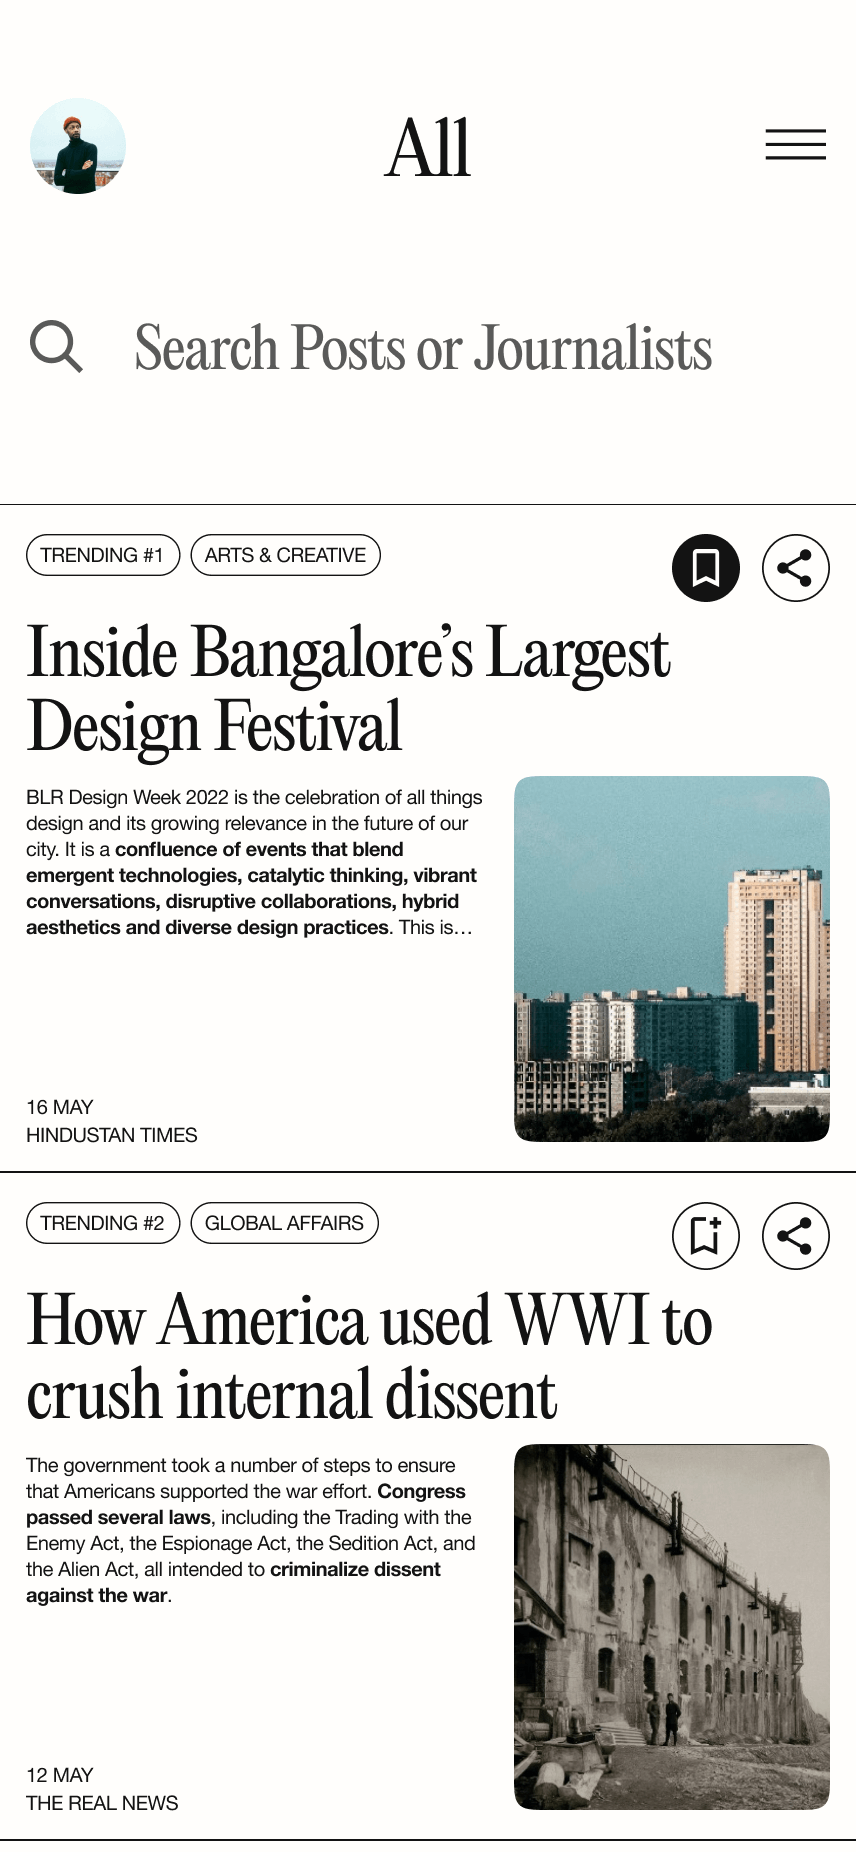 All
Search Posts or Journalists
TRENDING #1
ARTS & CREATIVE
Inside Bangalore’s Largest
Design Festival
BLR Design Week 2022 is the celebration of all things
design and its growing relevance in the future of our
city. It is a confluence of events that blend
emergent technologies, catalytic thinking, vibrant
conversations, disruptive collaborations, hybrid
aesthetics and diverse design practices. This is…
16 MAY
HINDUSTAN TIMES
TRENDING #2
GLOBAL AFFAIRS
How America used WWI to
crush internal dissent
The government took a number of steps to ensure
that Americans supported the war effort. Congress
passed several laws, including the Trading with the
Enemy Act, the Espionage Act, the Sedition Act, and
the Alien Act, all intended to criminalize dissent
against the war.
12 MAY
THE REAL NEWS